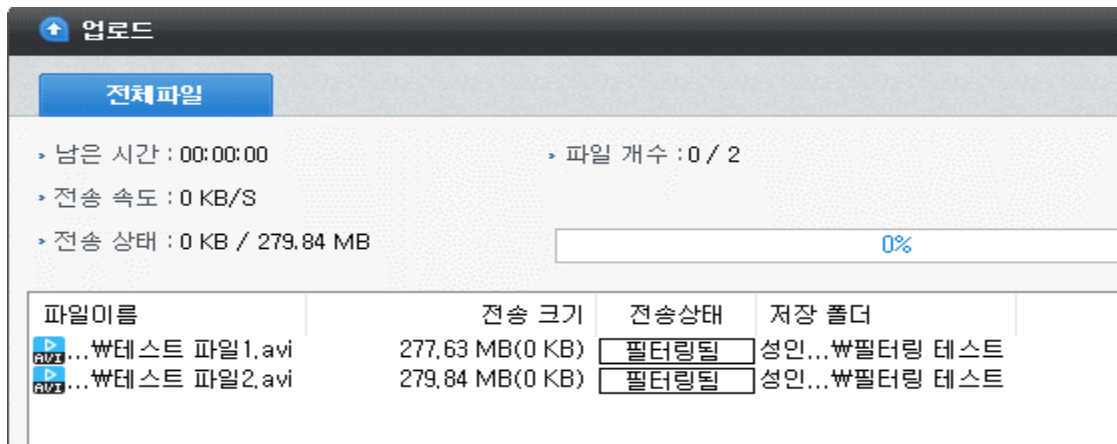 업로드
전체파일
남은 시간 : 00:00:00 파일 개수 : 0 / 2
전송 속도 : 0 KB/S
전송 상태 : 0 KB / 279.84 MB 0%
파일이름 전송 크기 전송상태 저장 폴더
AVI ...₩테스트 파일1.avi 277.63 MB(0 KB) 필터링됨 성인...₩필터링 테스트
AVI ...₩테스트 파일2.avi 279.84 MB(0 KB) 필터링됨 성인...₩필터링 테스트